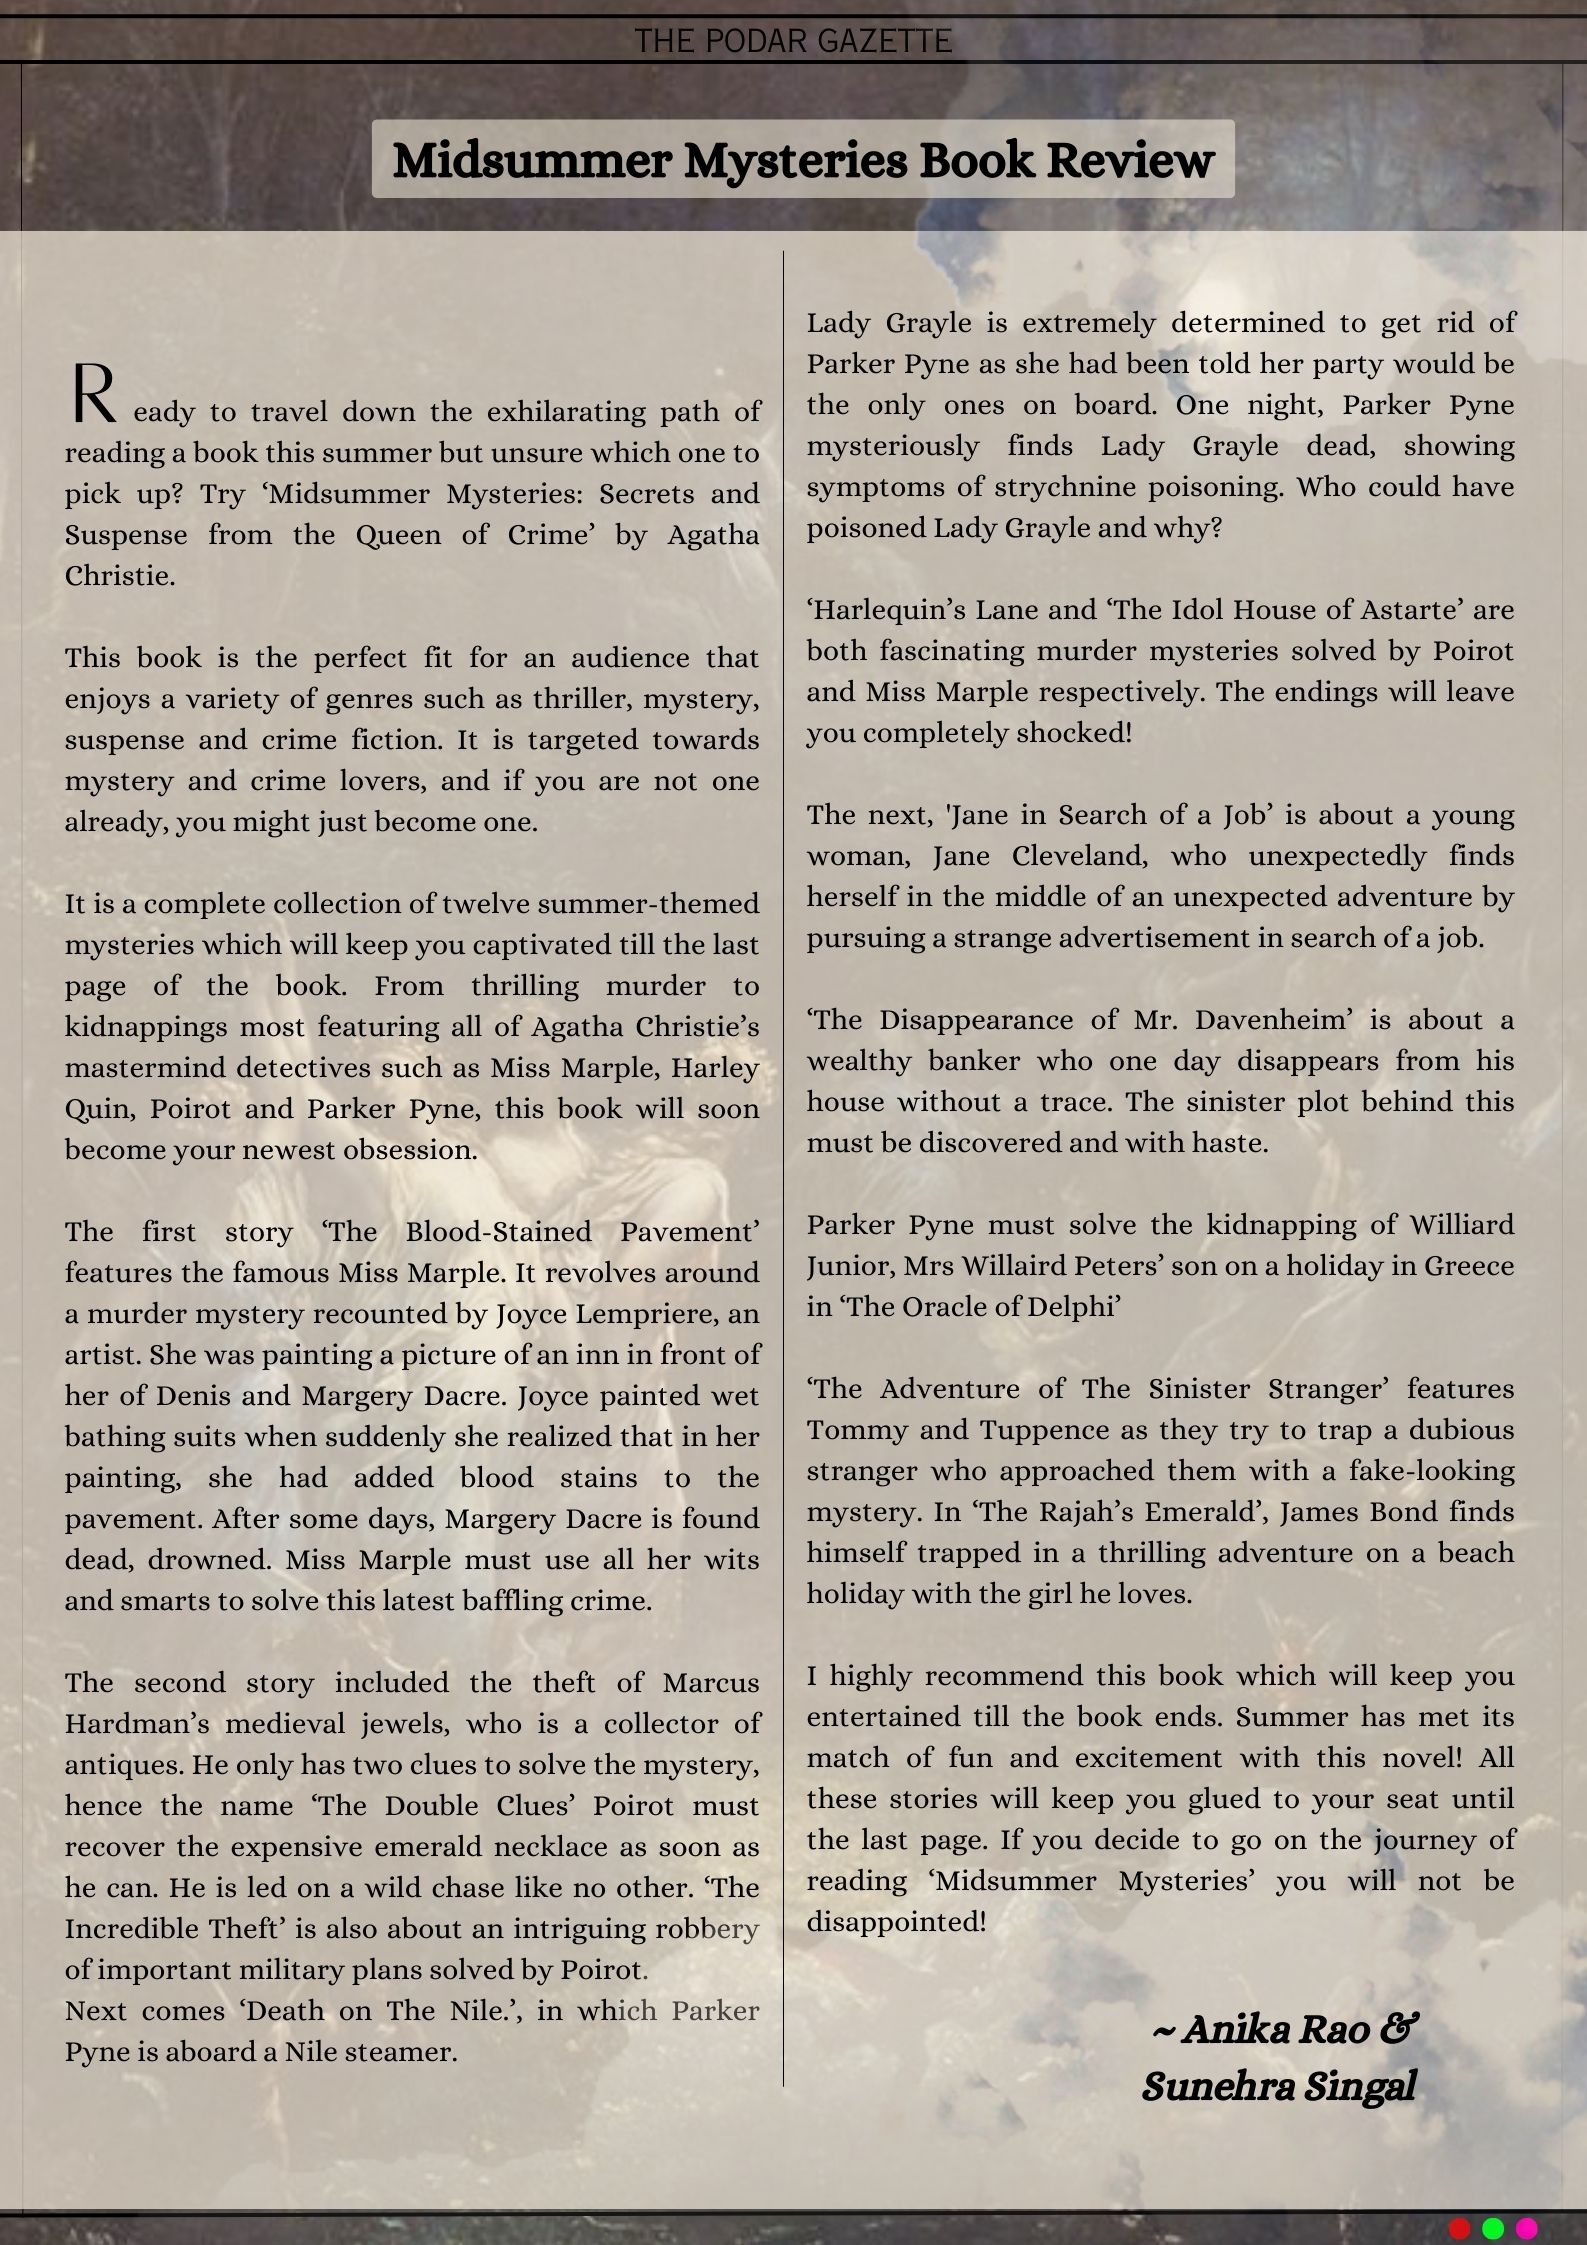 THE PODAR GAZETTE
Midsummer Mysteries Book Review
Ready to travel down the exhilarating path of
reading a book this summer but unsure which one to
pick up? Try ‘Midsummer Mysteries: Secrets and
Suspense from the Queen of Crime’ by Agatha
Christie.
This book is the perfect fit for an audience that
enjoys a variety of genres such as thriller, mystery,
suspense and crime fiction. It is targeted towards
mystery and crime lovers, and if you are not one
already, you might just become one.
It is a complete collection of twelve summer-themed
mysteries which will keep you captivated till the last
page of the book. From thrilling murder to
kidnappings most featuring all of Agatha Christie’s
mastermind detectives such as Miss Marple, Harley
Quin, Poirot and Parker Pyne, this book will soon
become your newest obsession.
The first story ‘The Blood-Stained Pavement’
features the famous Miss Marple. It revolves around
a murder mystery recounted by Joyce Lempriere, an
artist. She was painting a picture of an inn in front of
her of Denis and Margery Dacre. Joyce painted wet
bathing suits when suddenly she realized that in her
painting, she had added blood stains to the
pavement. After some days, Margery Dacre is found
dead, drowned. Miss Marple must use all her wits
and smarts to solve this latest baffling crime.
The second story included the theft of Marcus
Hardman’s medieval jewels, who is a collector of
antiques. He only has two clues to solve the mystery,
hence the name ‘The Double Clues’ Poirot must
recover the expensive emerald necklace as soon as
he can. He is led on a wild chase like no other. ‘The
Incredible Theft’ is also about an intriguing robbery
of important military plans solved by Poirot.
Next comes ‘Death on The Nile.’, in which Parker
Pyne is aboard a Nile steamer.
Lady Grayle is extremely determined to get rid of
Parker Pyne as she had been told her party would be
the only ones on board. One night, Parker Pyne
mysteriously finds Lady Grayle dead, showing
symptoms of strychnine poisoning. Who could have
poisoned Lady Grayle and why?
‘Harlequin’s Lane and ‘The Idol House of Astarte’ are
both fascinating murder mysteries solved by Poirot
and Miss Marple respectively. The endings will leave
you completely shocked!
The next, 'Jane in Search of a Job’ is about a young
woman, Jane Cleveland, who unexpectedly finds
herself in the middle of an unexpected adventure by
pursuing a strange advertisement in search of a job.
‘The Disappearance of Mr. Davenheim’ is about a
wealthy banker who one day disappears from his
house without a trace. The sinister plot behind this
must be discovered and with haste.
Parker Pyne must solve the kidnapping of Williard
Junior, Mrs Willaird Peters’ son on a holiday in Greece
in ‘The Oracle of Delphi’
‘The Adventure of The Sinister Stranger’ features
Tommy and Tuppence as they try to trap a dubious
stranger who approached them with a fake-looking
mystery. In ‘The Rajah’s Emerald’, James Bond finds
himself trapped in a thrilling adventure on a beach
holiday with the girl he loves.
I highly recommend this book which will keep you
entertained till the book ends. Summer has met its
match of fun and excitement with this novel! All
these stories will keep you glued to your seat until
the last page. If you decide to go on the journey of
reading ‘Midsummer Mysteries’ you will not be
disappointed!
~ Anika Rao &
Sunehra Singal